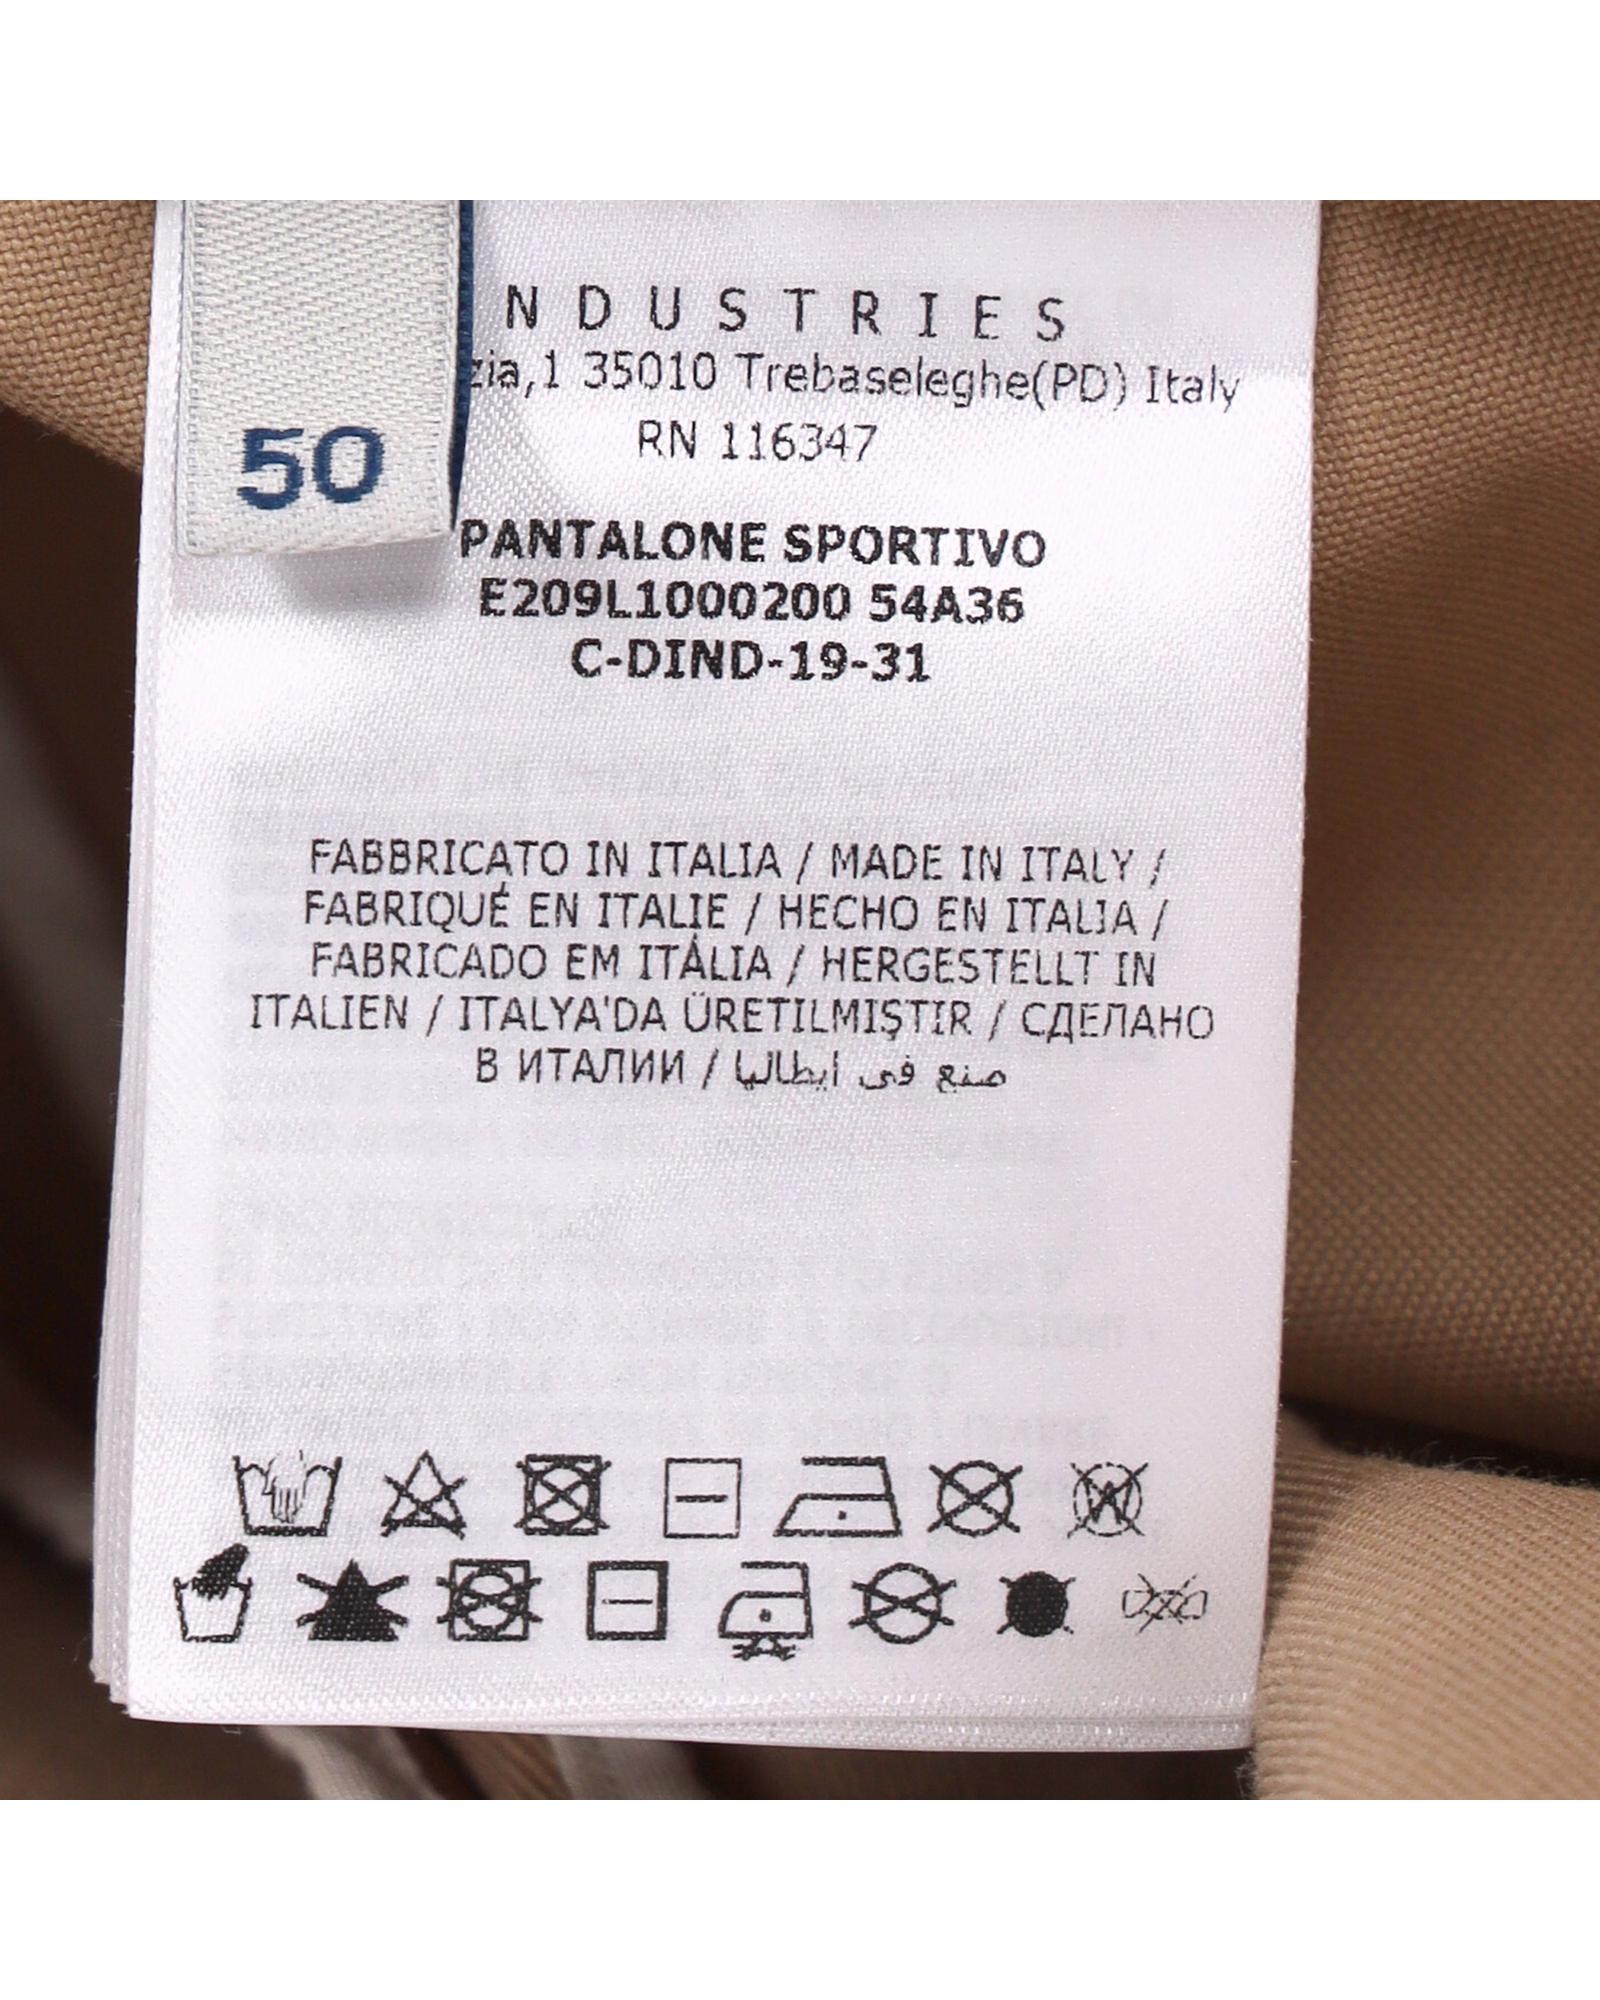 50
NDUSTRIES
zia,1 35010 Trebaseleghe(PD) Italy
RN 116347
PANTALONE SPORTIVO
E209L1000200 54A36
C-DIND-19-31
FABBRICATO IN ITALIA / MADE IN ITALY /
FABRIQUÉ EN ITALIE / HECHO EN ITALIA /
FABRICADO EM ITÁLIA / HERGESTELLT IN
ITALIEN / ITALYA'DA ÜRETILMIŞTIR / СДЕЛАНО
В ИТАЛИИ / صنع في ايطاليا
W